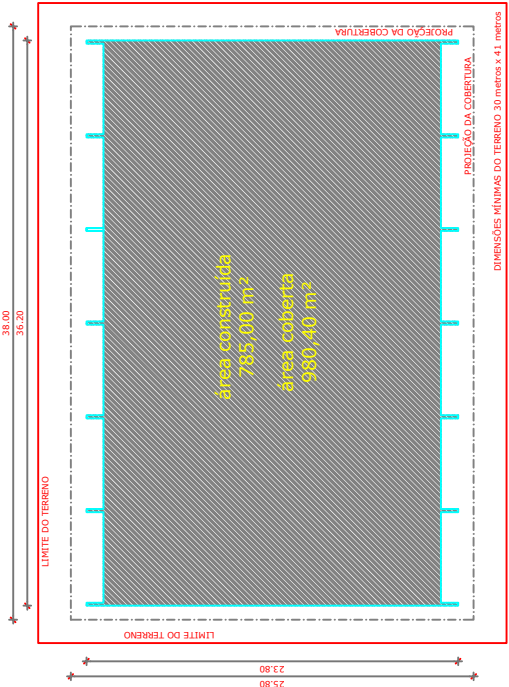 PROJEÇÃO DA COBERTURA
PROJEÇÃO DA COBERTURA
DIMENSÕES MÍNIMAS DO TERRENO 30 metros x 41 metros
38.00
36.20
área construída
785,00 m²
área coberta
980,40 m²
LIMITE DO TERRENO
LIMITE DO TERRENO
23.80
25.80